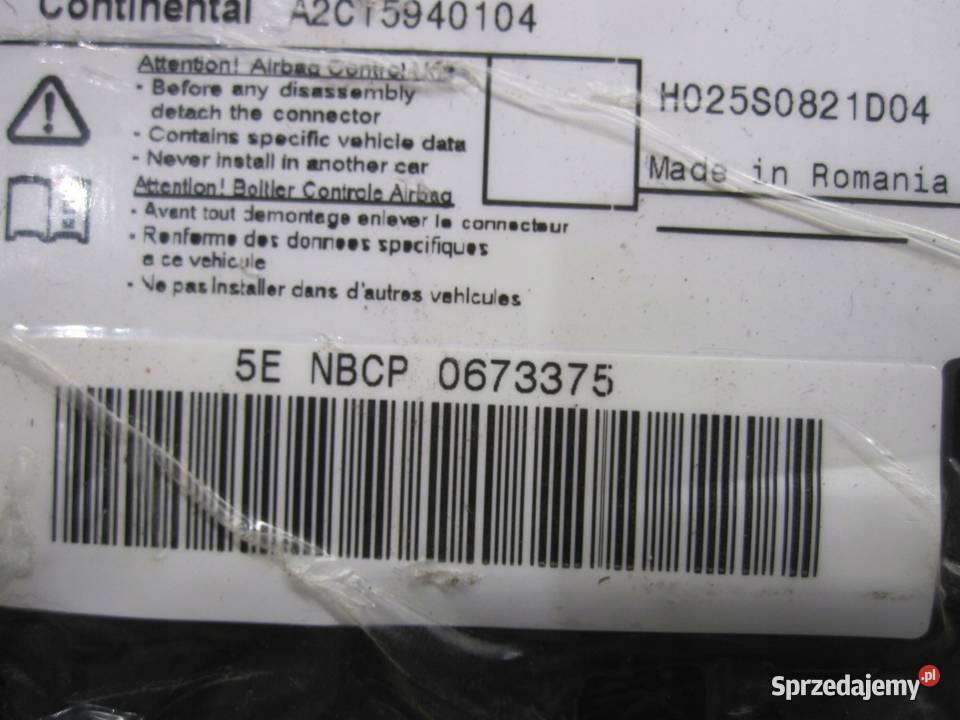 Continental A2C15940104
Attention! Airbag Control Unit
- Before any disassembly
detach the connector
- Contains specific vehicle data
- Never install in another car
Attention! Boitier Controle Airbag
- Avant tout demontage enlever le connecteur
- Renferme des donnees specifiques
a ce vehicule
- Ne pas installer dans d'autres vehicules
H025S0821D04
Made in Romania
5E NBCP 0673375
Sprzedajemy.pl